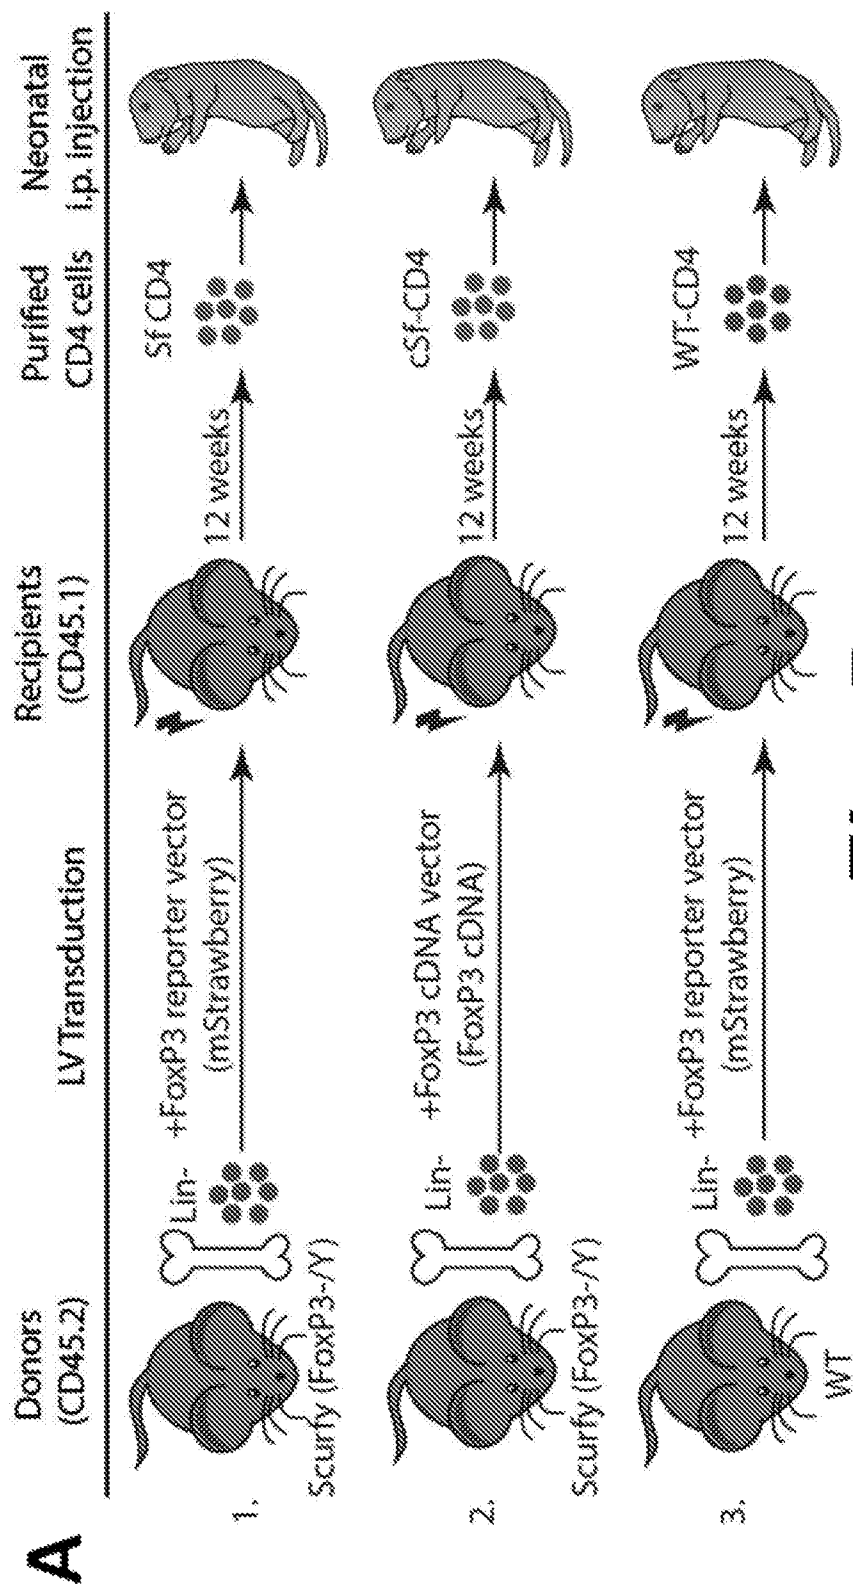 A
Donors
(CD45.2)
LV Transduction
Recipients
(CD45.1)
Purified
CD4 cells
Neonatal
i.p. injection
1.
Scurfy (FoxP3-/Y)
Lin-
+FoxP3 reporter vector
(mStrawberry)
12 weeks
Sf CD4
2.
Scurfy (FoxP3-/Y)
Lin-
+FoxP3 cDNA vector
(FoxP3 cDNA)
12 weeks
cSf-CD4
3.
WT
Lin-
+FoxP3 reporter vector
(mStrawberry)
12 weeks
WT-CD4